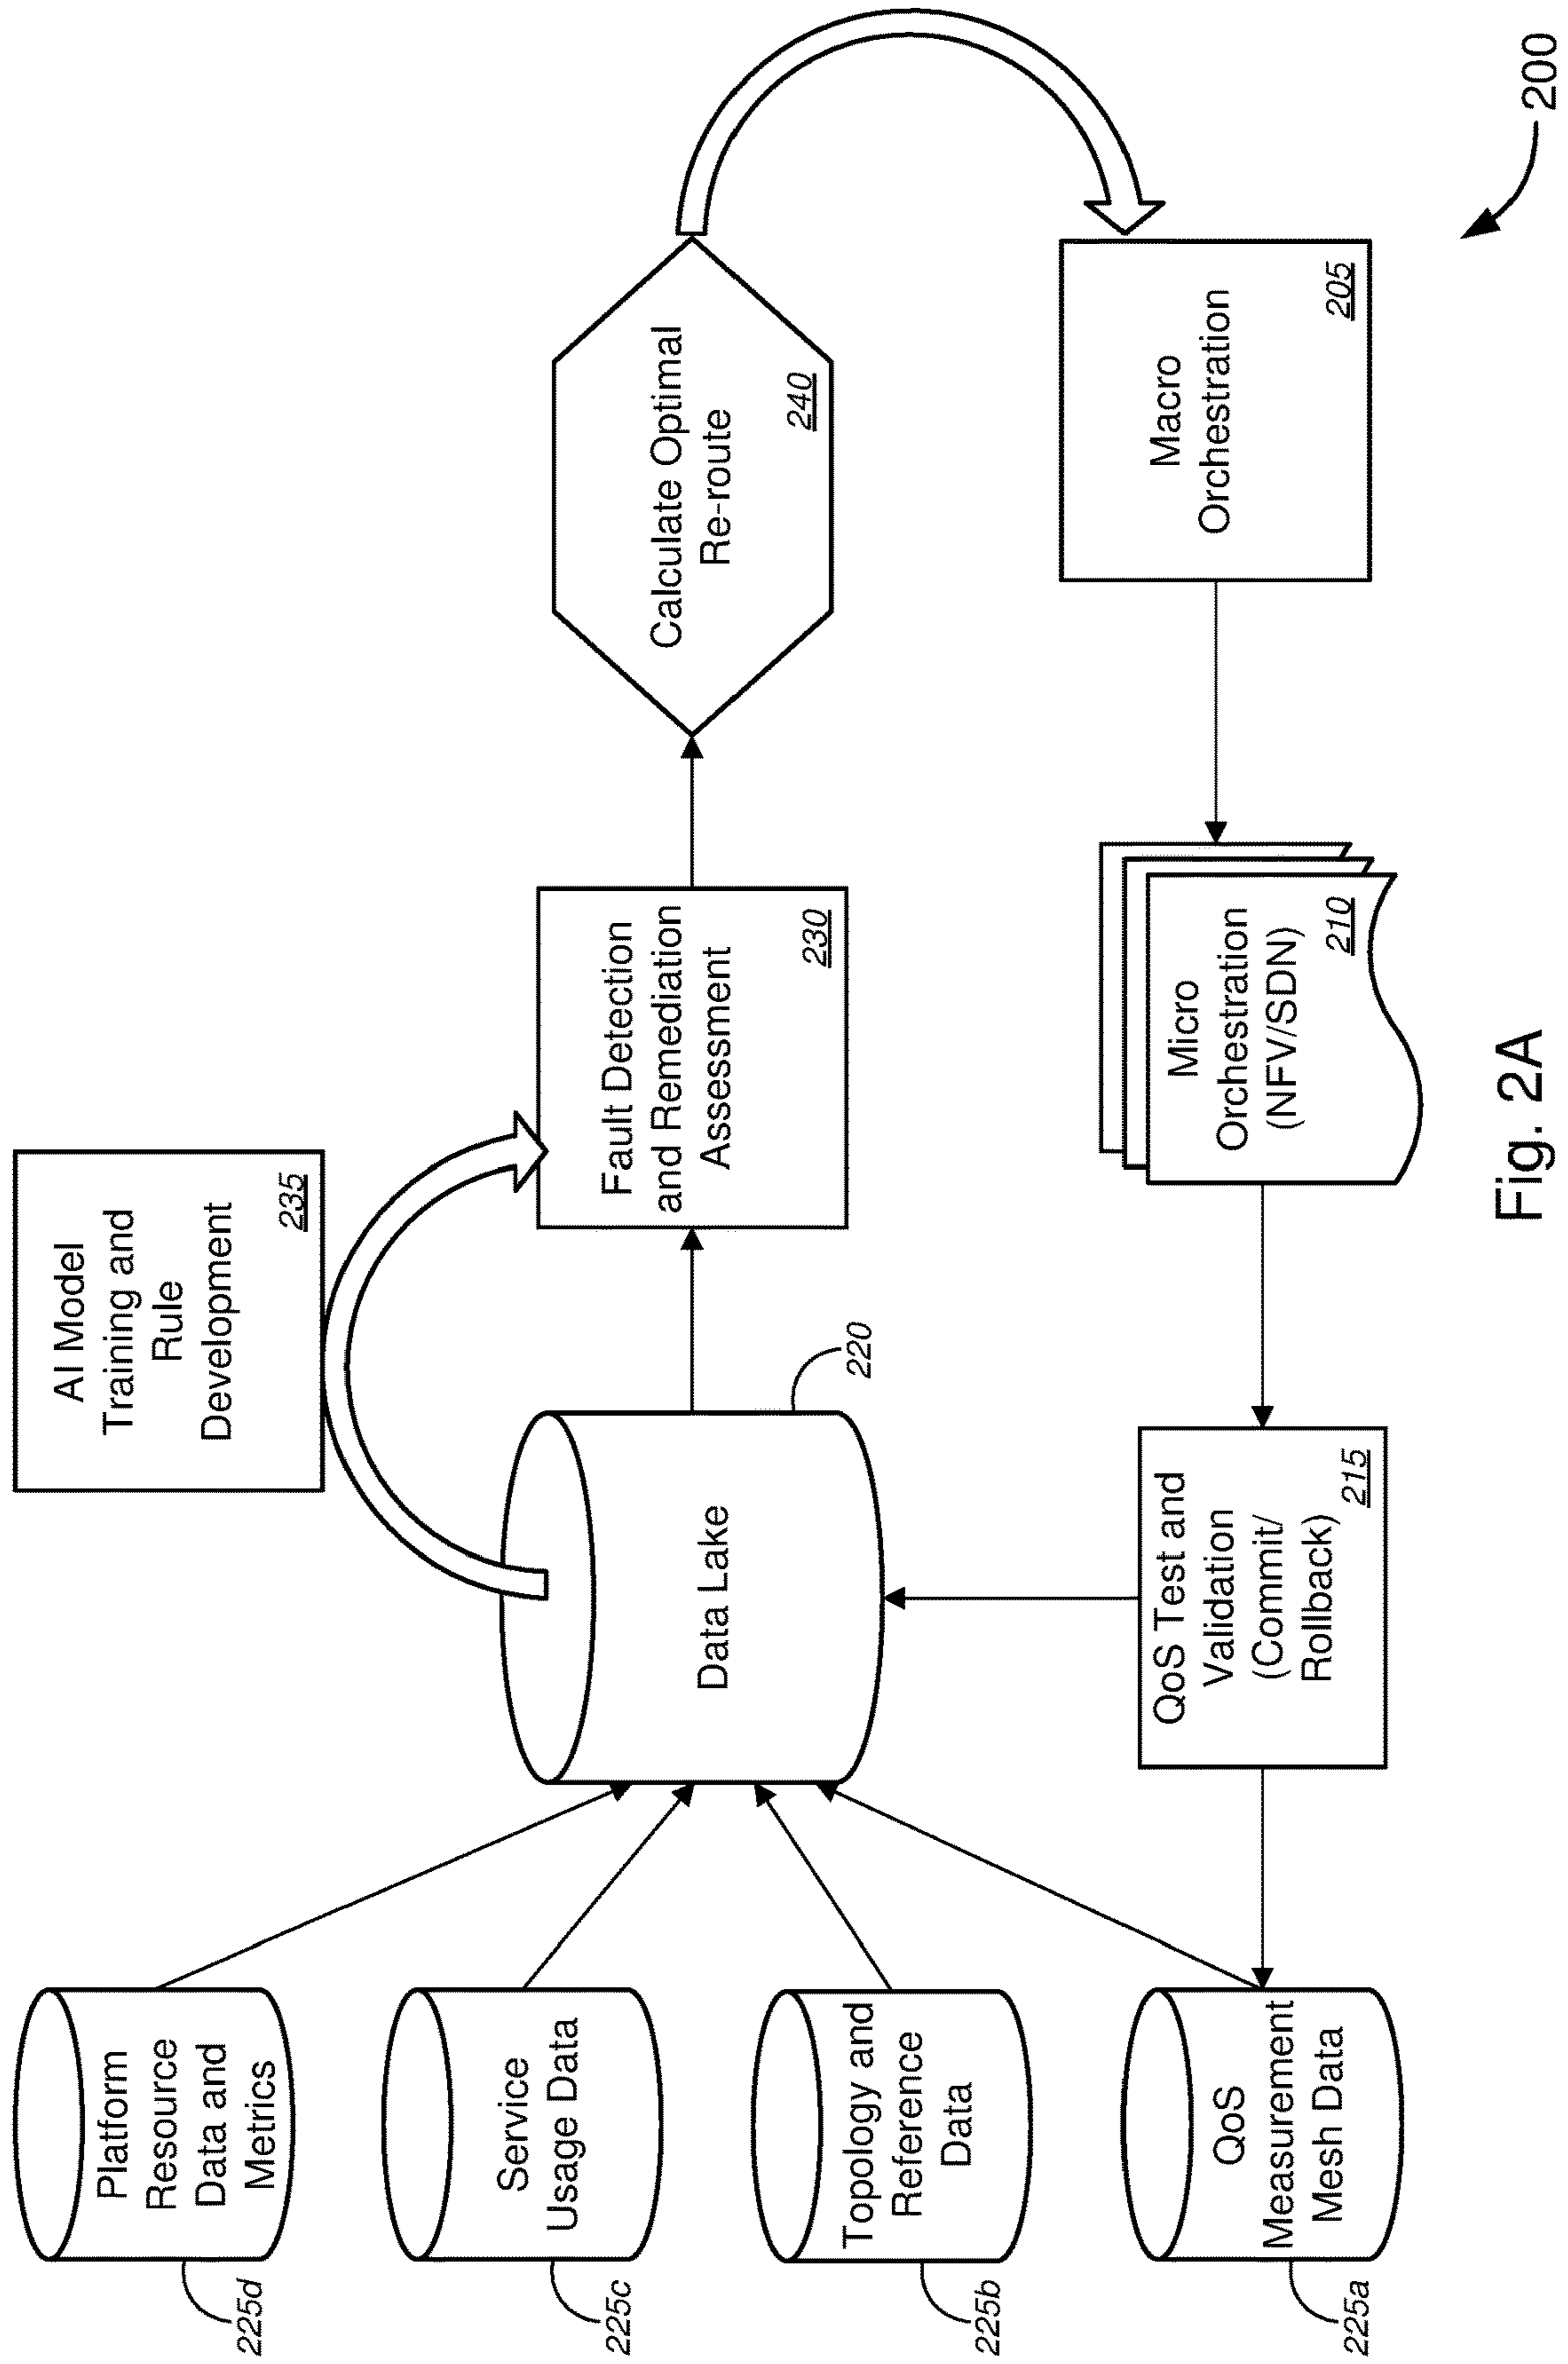 AI Model
Training and
Rule
Development
235
Platform
Resource
Data and
Metrics
225d
Service
Usage Data
225c
Topology and
Reference
Data
225b
QoS
Measurement
Mesh Data
225a
Data Lake
220
Fault Detection
and Remediation
Assessment
230
Calculate Optimal
Re-route
240
QoS Test and
Validation
(Commit/
Rollback)
215
Micro
Orchestration
(NFV/SDN)
210
Macro
Orchestration
205
200
Fig. 2A